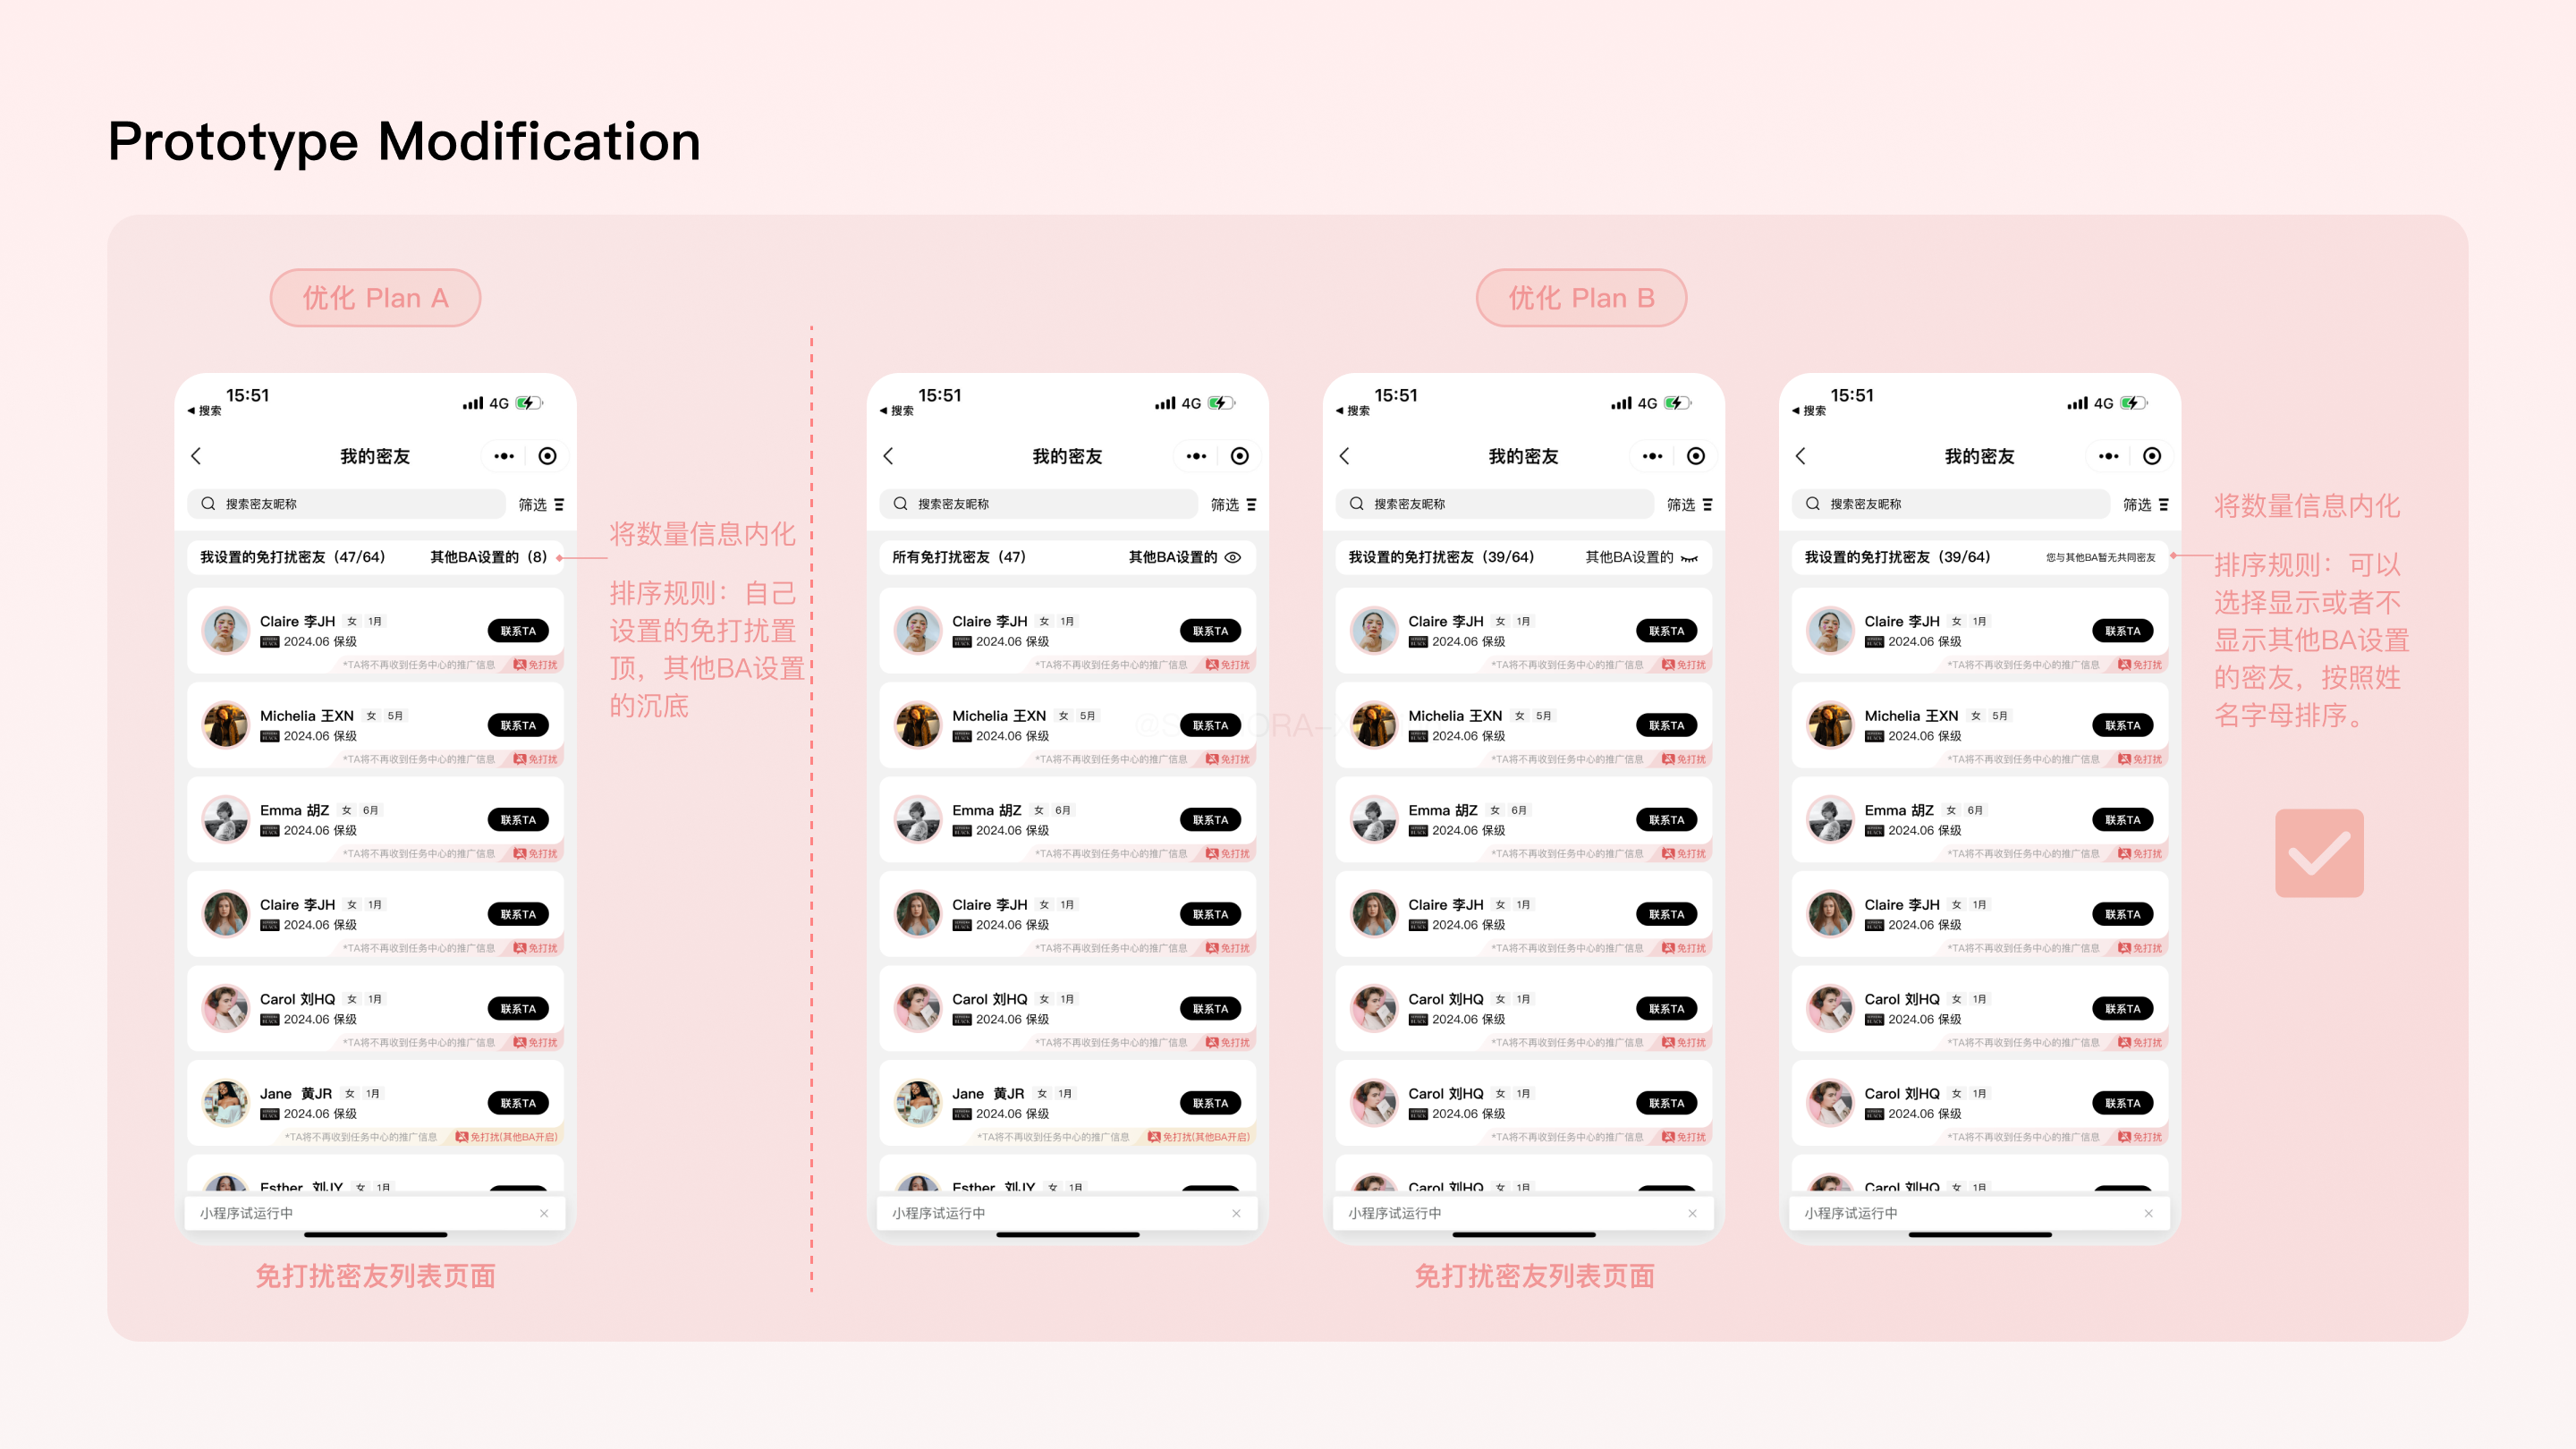 Prototype Modification
优化 Plan A
15:51
搜索
4G
我的密友
搜索密友昵称
筛选
我设置的免打扰密友（47/64）
其他BA设置的（8）
Claire 李JH 女 1月
2024.06 保级
联系TA
*TA将不再收到任务中心的推广信息 免打扰
Michelia 王XN 女 5月
2024.06 保级
联系TA
*TA将不再收到任务中心的推广信息 免打扰
Emma 胡Z 女 6月
2024.06 保级
联系TA
*TA将不再收到任务中心的推广信息 免打扰
Claire 李JH 女 1月
2024.06 保级
联系TA
*TA将不再收到任务中心的推广信息 免打扰
Carol 刘HQ 女 1月
2024.06 保级
联系TA
*TA将不再收到任务中心的推广信息 免打扰
Jane 黄JR 女 1月
2024.06 保级
联系TA
*TA将不再收到任务中心的推广信息 免打扰(其他BA开启)
Esther 刘JY 女 1月
小程序试运行中
免打扰密友列表页面
将数量信息内化
排序规则：自己
设置的免打扰置
顶，其他BA设置
的沉底
优化 Plan B
15:51
搜索
4G
我的密友
搜索密友昵称
筛选
所有免打扰密友（47）
其他BA设置的
Claire 李JH 女 1月
2024.06 保级
联系TA
*TA将不再收到任务中心的推广信息 免打扰
Michelia 王XN 女 5月
2024.06 保级
联系TA
*TA将不再收到任务中心的推广信息 免打扰
Emma 胡Z 女 6月
2024.06 保级
联系TA
*TA将不再收到任务中心的推广信息 免打扰
Claire 李JH 女 1月
2024.06 保级
联系TA
*TA将不再收到任务中心的推广信息 免打扰
Carol 刘HQ 女 1月
2024.06 保级
联系TA
*TA将不再收到任务中心的推广信息 免打扰
Jane 黄JR 女 1月
2024.06 保级
联系TA
*TA将不再收到任务中心的推广信息 免打扰(其他BA开启)
Esther 刘JY 女 1月
小程序试运行中
15:51
搜索
4G
我的密友
搜索密友昵称
筛选
我设置的免打扰密友（39/64）
其他BA设置的
Claire 李JH 女 1月
2024.06 保级
联系TA
*TA将不再收到任务中心的推广信息 免打扰
Michelia 王XN 女 5月
2024.06 保级
联系TA
*TA将不再收到任务中心的推广信息 免打扰
Emma 胡Z 女 6月
2024.06 保级
联系TA
*TA将不再收到任务中心的推广信息 免打扰
Claire 李JH 女 1月
2024.06 保级
联系TA
*TA将不再收到任务中心的推广信息 免打扰
Carol 刘HQ 女 1月
2024.06 保级
联系TA
*TA将不再收到任务中心的推广信息 免打扰
Carol 刘HQ 女 1月
2024.06 保级
联系TA
*TA将不再收到任务中心的推广信息 免打扰
Carol 刘HQ 女 1月
小程序试运行中
免打扰密友列表页面
15:51
搜索
4G
我的密友
搜索密友昵称
筛选
我设置的免打扰密友（39/64）
您与其他BA暂无共同密友
Claire 李JH 女 1月
2024.06 保级
联系TA
*TA将不再收到任务中心的推广信息 免打扰
Michelia 王XN 女 5月
2024.06 保级
联系TA
*TA将不再收到任务中心的推广信息 免打扰
Emma 胡Z 女 6月
2024.06 保级
联系TA
*TA将不再收到任务中心的推广信息 免打扰
Claire 李JH 女 1月
2024.06 保级
联系TA
*TA将不再收到任务中心的推广信息 免打扰
Carol 刘HQ 女 1月
2024.06 保级
联系TA
*TA将不再收到任务中心的推广信息 免打扰
Carol 刘HQ 女 1月
2024.06 保级
联系TA
*TA将不再收到任务中心的推广信息 免打扰
Carol 刘HQ 女 1月
小程序试运行中
将数量信息内化
排序规则：可以
选择显示或者不
显示其他BA设置
的密友，按照姓
名字母排序。